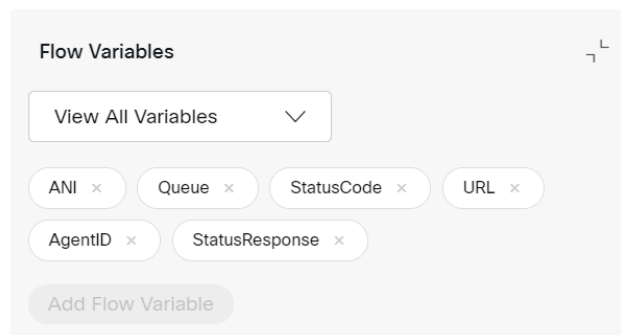 Flow Variables
View All Variables
ANI × Queue × StatusCode × URL ×
AgentID × StatusResponse ×
Add Flow Variable